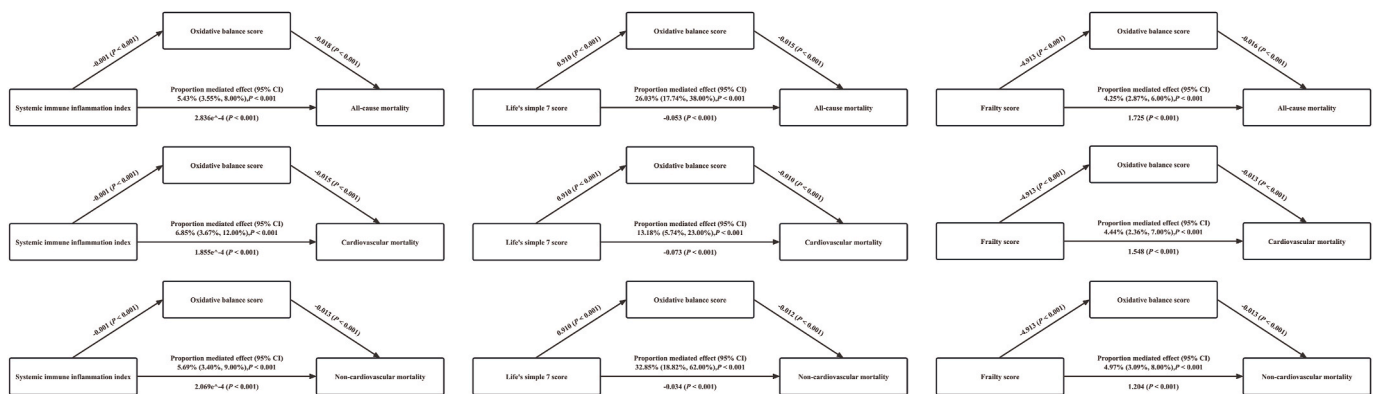 Oxidative balance score
-0.001 (P < 0.001)
-0.018 (P < 0.001)
Proportion mediated effect (95% CI)
5.43% (3.55%, 8.00%),P < 0.001
Systemic immune inflammation index
All-cause mortality
2.836e^-4 (P < 0.001)
Oxidative balance score
0.910 (P < 0.001)
-0.015 (P < 0.001)
Proportion mediated effect (95% CI)
26.03% (17.74%, 38.00%),P < 0.001
Life's simple 7 score
All-cause mortality
-0.053 (P < 0.001)
Oxidative balance score
-4.913 (P < 0.001)
-0.016 (P < 0.001)
Proportion mediated effect (95% CI)
4.25% (2.87%, 6.00%),P < 0.001
Frailty score
All-cause mortality
1.725 (P < 0.001)
Oxidative balance score
-0.001 (P < 0.001)
-0.015 (P < 0.001)
Proportion mediated effect (95% CI)
6.85% (3.67%, 12.00%),P < 0.001
Systemic immune inflammation index
Cardiovascular mortality
1.855e^-4 (P < 0.001)
Oxidative balance score
0.910 (P < 0.001)
-0.010 (P < 0.001)
Proportion mediated effect (95% CI)
13.18% (5.74%, 23.00%),P < 0.001
Life's simple 7 score
Cardiovascular mortality
-0.073 (P < 0.001)
Oxidative balance score
-4.913 (P < 0.001)
-0.013 (P < 0.001)
Proportion mediated effect (95% CI)
4.44% (2.36%, 7.00%),P < 0.001
Frailty score
Cardiovascular mortality
1.548 (P < 0.001)
Oxidative balance score
-0.001 (P < 0.001)
-0.013 (P < 0.001)
Proportion mediated effect (95% CI)
5.69% (3.40%, 9.00%),P < 0.001
Systemic immune inflammation index
Non-cardiovascular mortality
2.069e^-4 (P < 0.001)
Oxidative balance score
0.910 (P < 0.001)
-0.012 (P < 0.001)
Proportion mediated effect (95% CI)
32.85% (18.82%, 62.00%),P < 0.001
Life's simple 7 score
Non-cardiovascular mortality
-0.034 (P < 0.001)
Oxidative balance score
-4.913 (P < 0.001)
-0.013 (P < 0.001)
Proportion mediated effect (95% CI)
4.97% (3.09%, 8.00%),P < 0.001
Frailty score
Non-cardiovascular mortality
1.204 (P < 0.001)